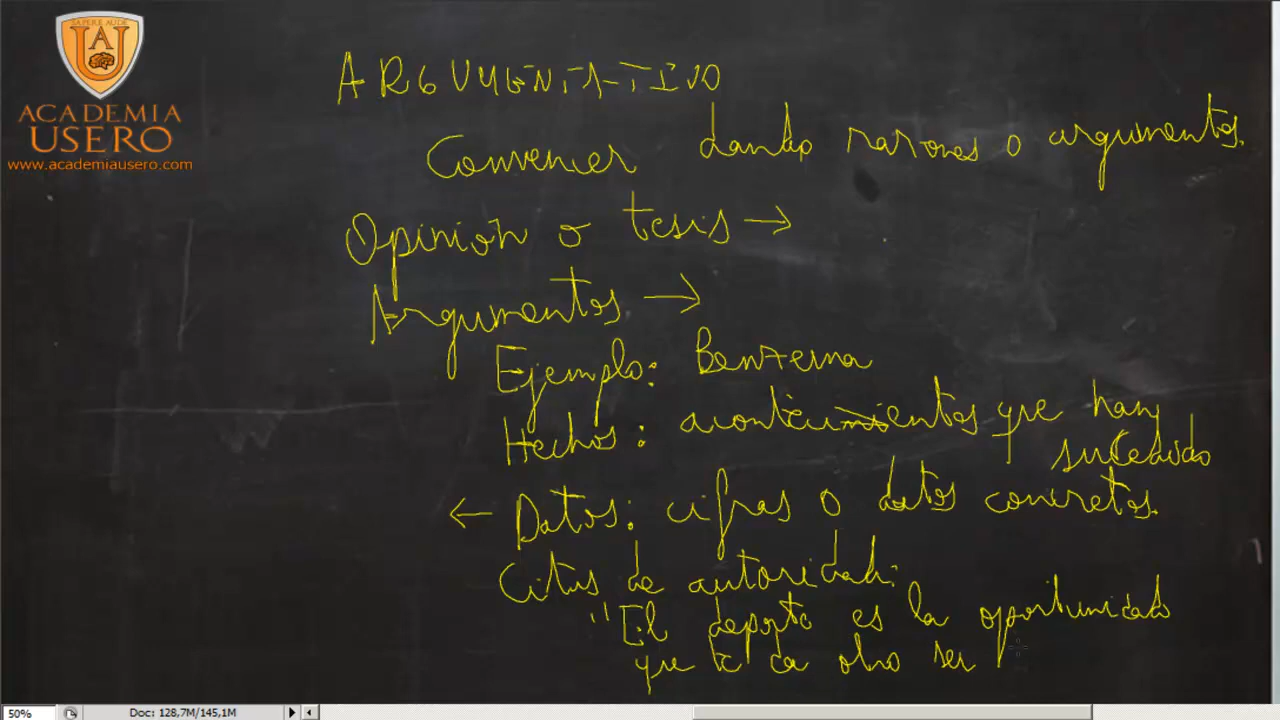 SAPERE AUDE
UA
ACADEMIA
USERO
www.academiausero.com
ARGUMENTATIVO
Convencer dando razones o argumentos.
Opinión o tesis →
Argumentos →
Ejemplo: Benzema
Hechos: acontecimientos que han
sucedido
← Datos: cifras o datos concretos.
Citas de autoridad:
"El deporte es la oportunidad
que te da otro ser
50%
Doc: 128,7M/145,1M